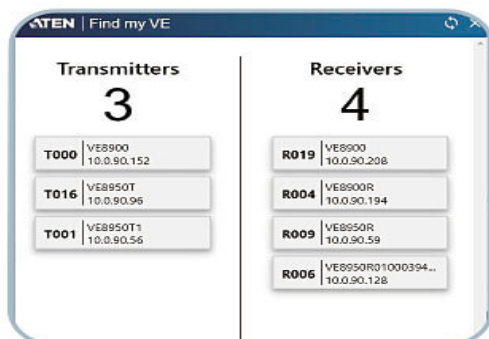 ATEN | Find my VE
Transmitters
3
T000 VE8900
10.0.90.152
T016 VE8950T
10.0.90.96
T001 VE8950T1
10.0.90.56
Receivers
4
R019 VE8900
10.0.90.208
R004 VE8900R
10.0.90.194
R009 VE8950R
10.0.90.59
R006 VE8950R01000394...
10.0.90.128